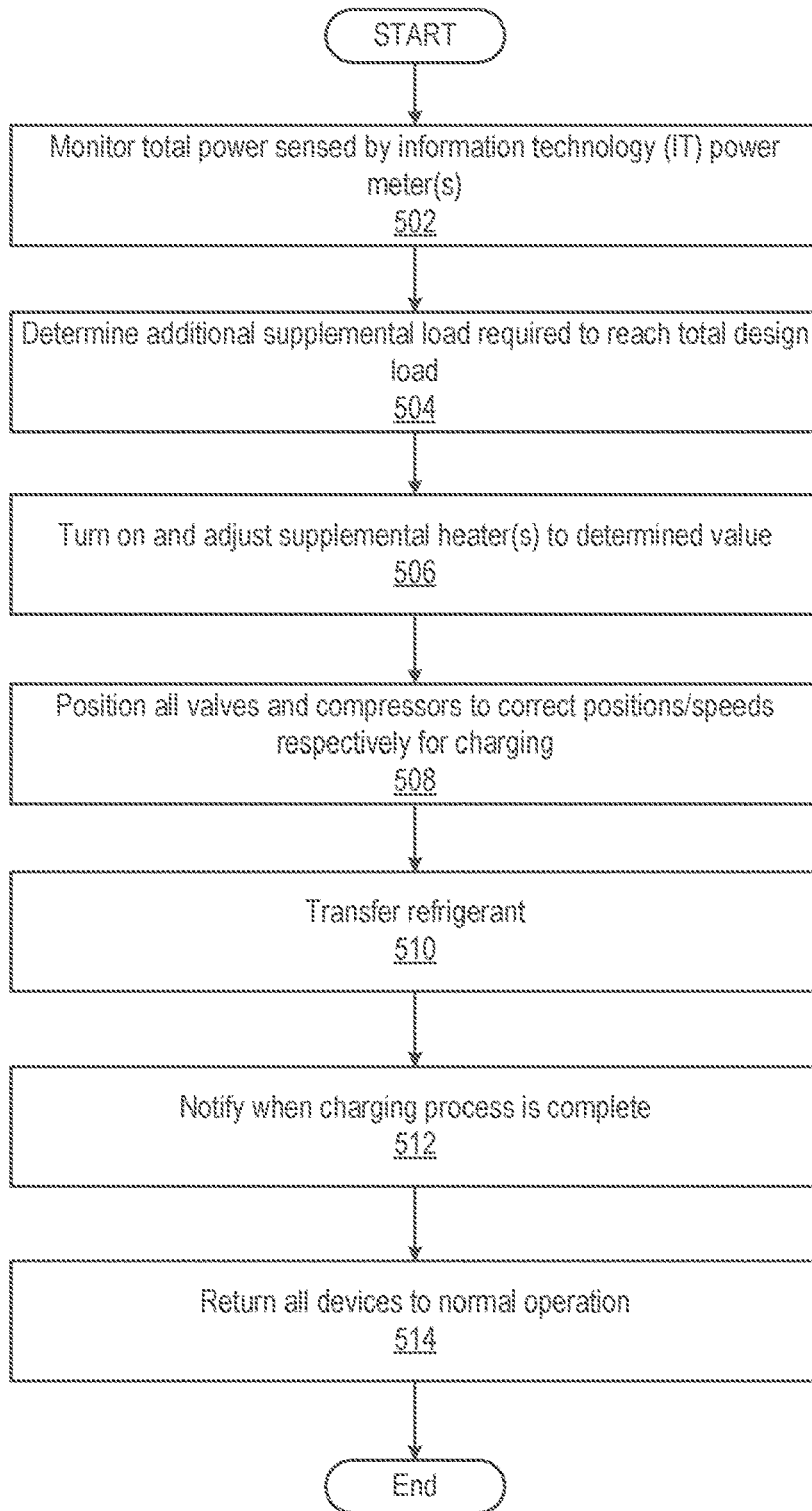 START
Monitor total power sensed by information technology (IT) power
meter(s)
502
Determine additional supplemental load required to reach total design
load
504
Turn on and adjust supplemental heater(s) to determined value
506
Position all valves and compressors to correct positions/speeds
respectively for charging
508
Transfer refrigerant
510
Notify when charging process is complete
512
Return all devices to normal operation
514
End